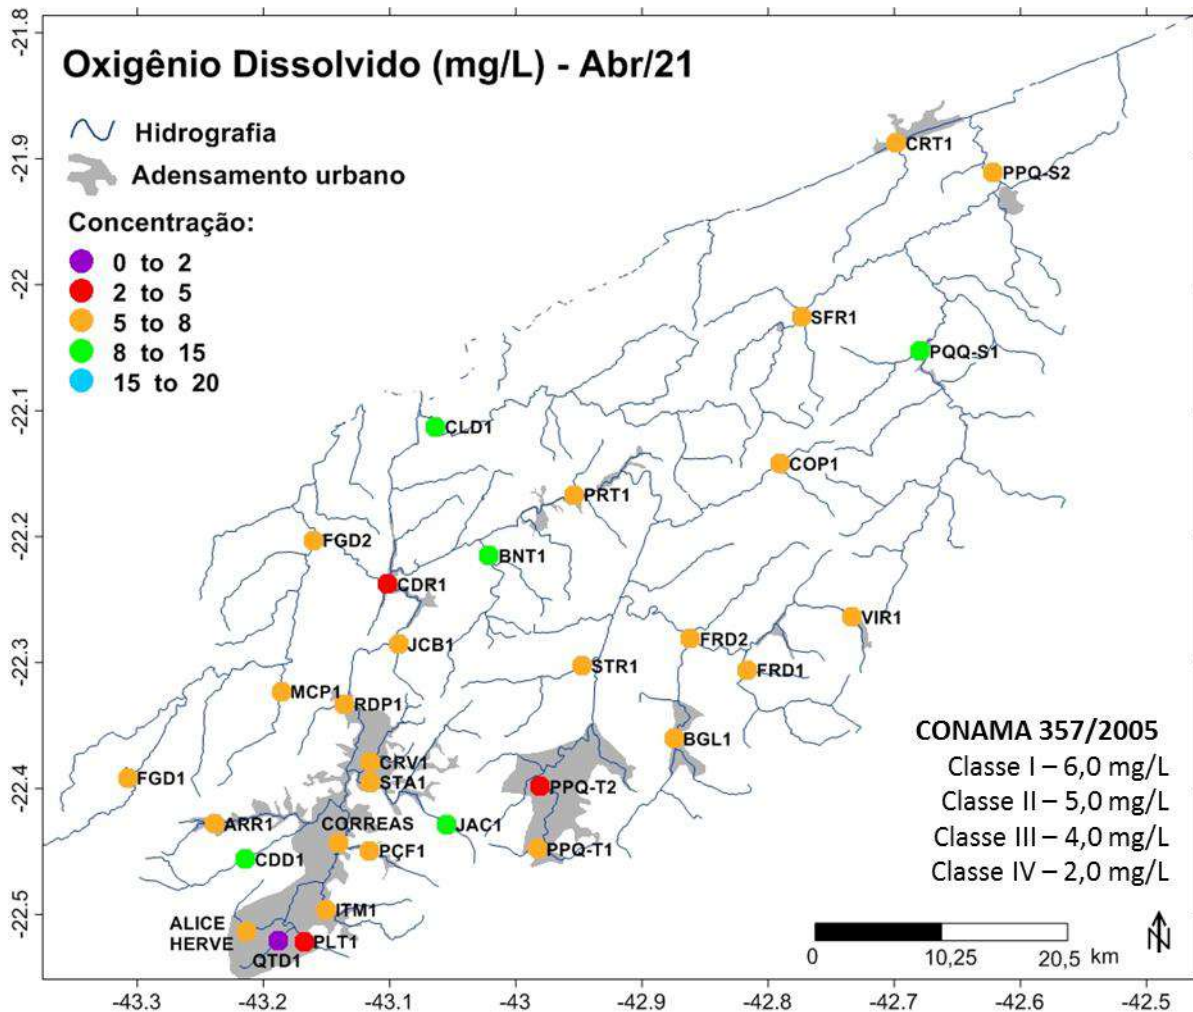 Oxigênio Dissolvido (mg/L) - Abr/21
Hidrografia
Adensamento urbano
Concentração:
0 to 2
2 to 5
5 to 8
8 to 15
15 to 20
-21.8
-21.9
-22
-22.1
-22.2
-22.3
-22.4
-22.5
CRT1
PPQ-S2
SFR1
PQQ-S1
CLD1
COP1
PRT1
FGD2
BNT1
CDR1
VIR1
JCB1
FRD2
STR1
FRD1
MCP1
RDP1
BGL1
CRV1
FGD1
STA1
PPQ-T2
ARR1
CORREAS
JAC1
CDD1
PÇF1
PPQ-T1
ITM1
ALICE
HERVE
QTD1
PLT1
CONAMA 357/2005
Classe I – 6,0 mg/L
Classe II – 5,0 mg/L
Classe III – 4,0 mg/L
Classe IV – 2,0 mg/L
0 10,25 20,5 km
N
-43.3 -43.2 -43.1 -43 -42.9 -42.8 -42.7 -42.6 -42.5